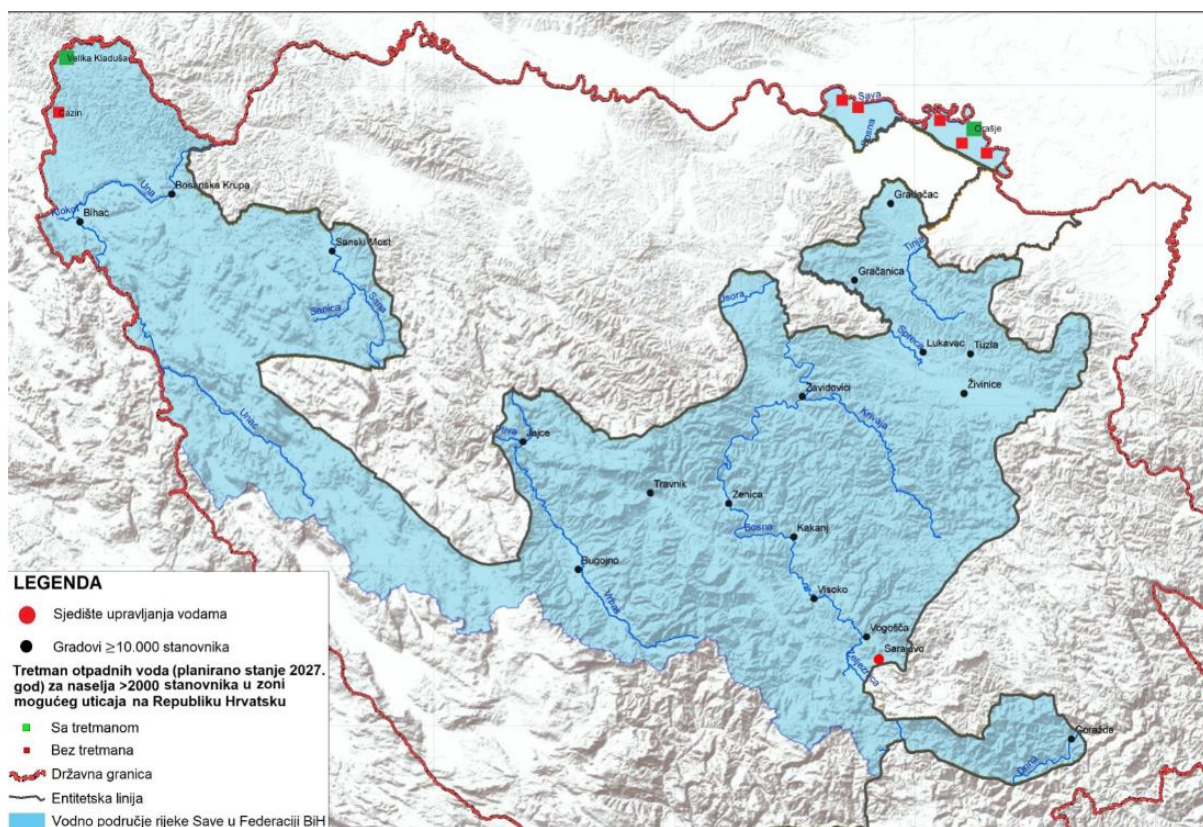 Velika Kladuša
Cazin
Sava
Orašje
Una
Bosanska Krupa
Klokot
Bihać
Gradačac
Tinja
Sanski Most
Gračanica
Sanica
Sana
Usora
Spreča
Lukavac
Tuzla
Živinice
Zavidovići
Krivaja
Unac
Pliva
Jajce
Travnik
Zenica
Bosna
Kakanj
Bugojno
Vrbas
Visoko
Vogošća
Sarajevo
Željeznica
Goražde
Drina
LEGENDA
Sjedište upravljanja vodama
Gradovi ≥10.000 stanovnika
Tretman otpadnih voda (planirano stanje 2027.
god) za naselja >2000 stanovnika u zoni
mogućeg uticaja na Republiku Hrvatsku
Sa tretmanom
Bez tretmana
Državna granica
Entitetska linija
Vodno područje rijeke Save u Federaciji BiH